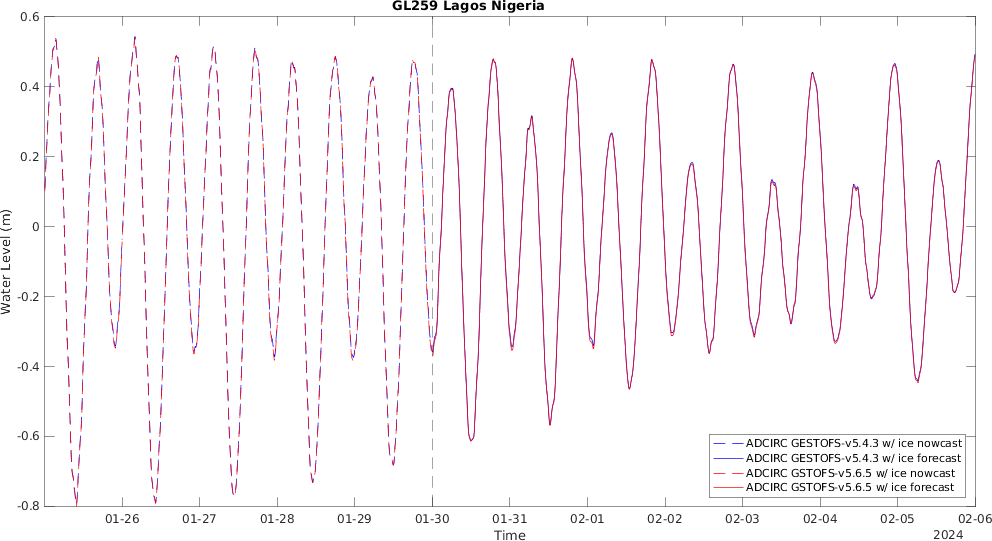 GL259 Lagos Nigeria
0.6
0.4
0.2
0
-0.2
-0.4
-0.6
-0.8
Water Level (m)
ADCIRC GESTOFS-v5.4.3 w/ ice nowcast
ADCIRC GESTOFS-v5.4.3 w/ ice forecast
ADCIRC GSTOFS-v5.6.5 w/ ice nowcast
ADCIRC GSTOFS-v5.6.5 w/ ice forecast
01-26 01-27 01-28 01-29 01-30 01-31 02-01 02-02 02-03 02-04 02-05 02-06
Time
2024